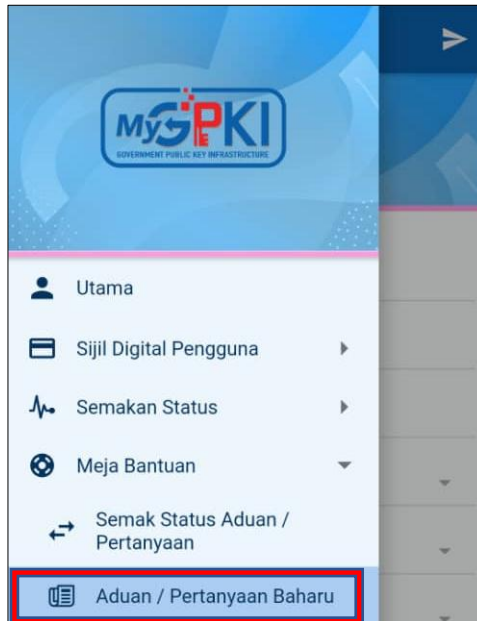 MyGPKI
GOVERNMENT PUBLIC KEY INFRASTRUCTURE
Utama
Sijil Digital Pengguna
Semakan Status
Meja Bantuan
Semak Status Aduan /
Pertanyaan
Aduan / Pertanyaan Baharu